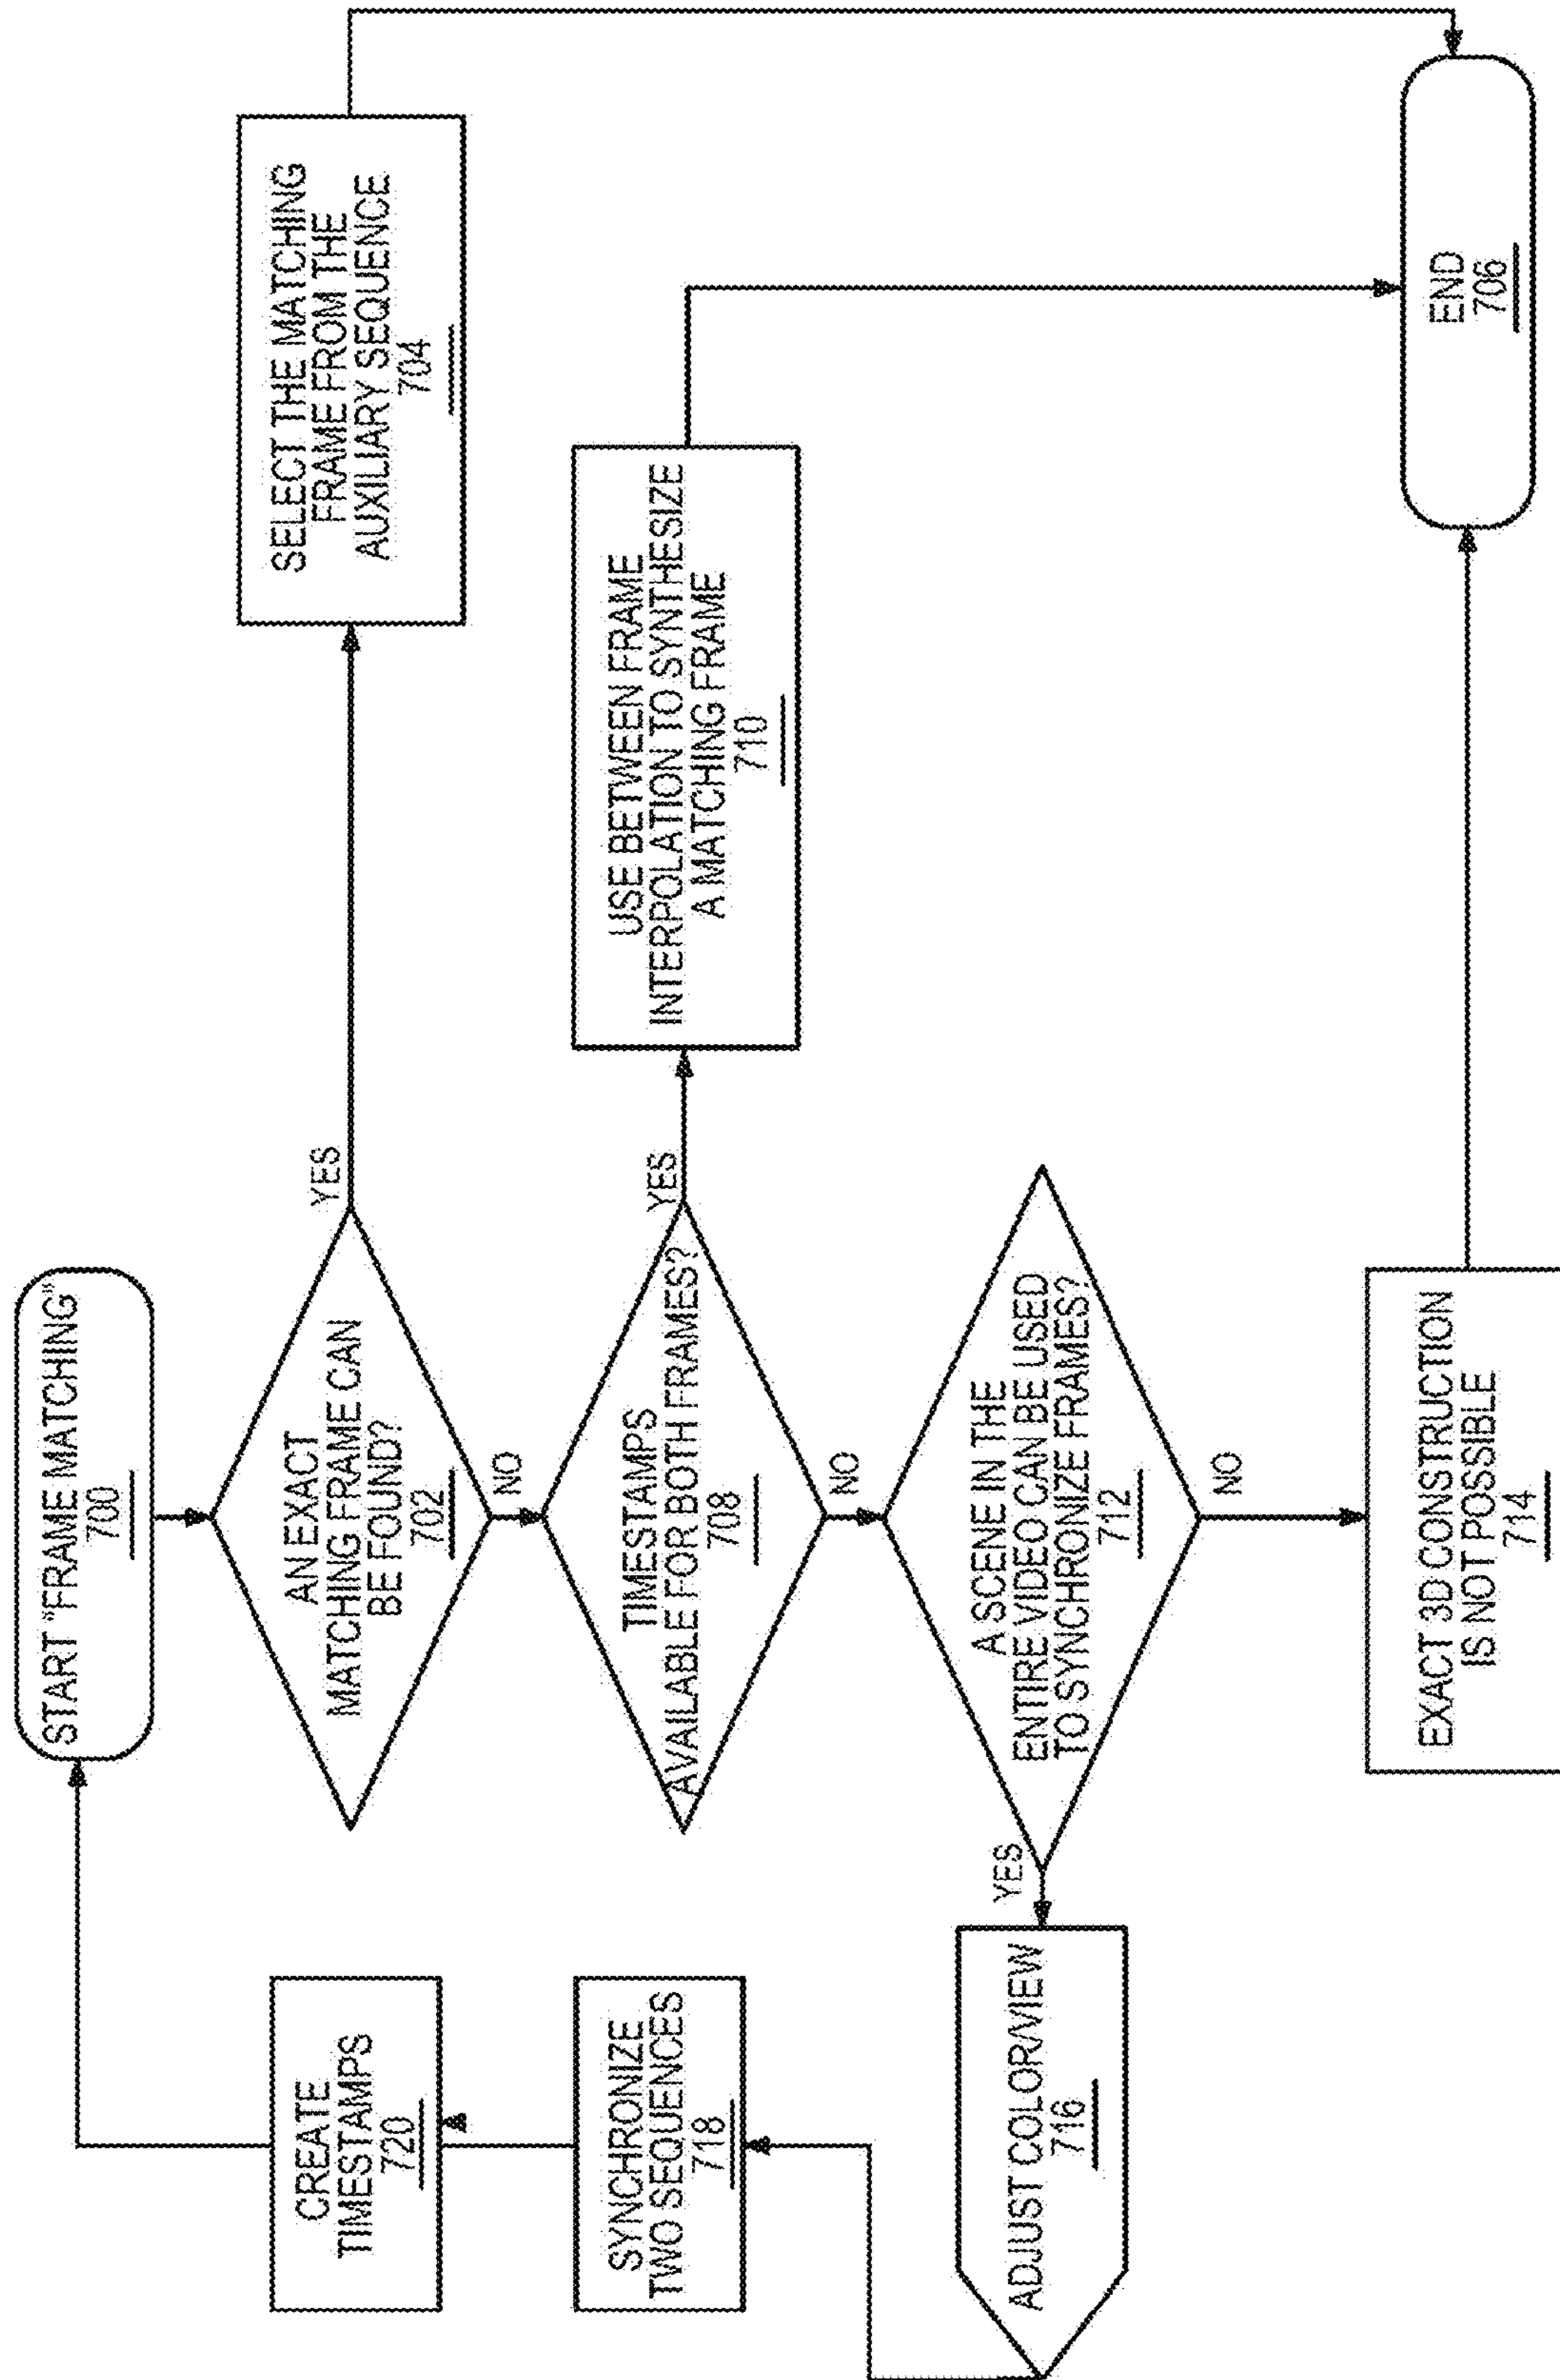 START "FRAME MATCHING"
700
AN EXACT
MATCHING FRAME CAN
BE FOUND?
702
YES
SELECT THE MATCHING
FRAME FROM THE
AUXILIARY SEQUENCE
704
NO
TIMESTAMPS
AVAILABLE FOR BOTH FRAMES?
708
YES
USE BETWEEN FRAME
INTERPOLATION TO SYNTHESIZE
A MATCHING FRAME
710
NO
A SCENE IN THE
ENTIRE VIDEO CAN BE USED
TO SYNCHRONIZE FRAMES?
712
YES
ADJUST COLOR/VIEW
716
SYNCHRONIZE
TWO SEQUENCES
718
CREATE
TIMESTAMPS
720
NO
EXACT 3D CONSTRUCTION
IS NOT POSSIBLE
714
END
706